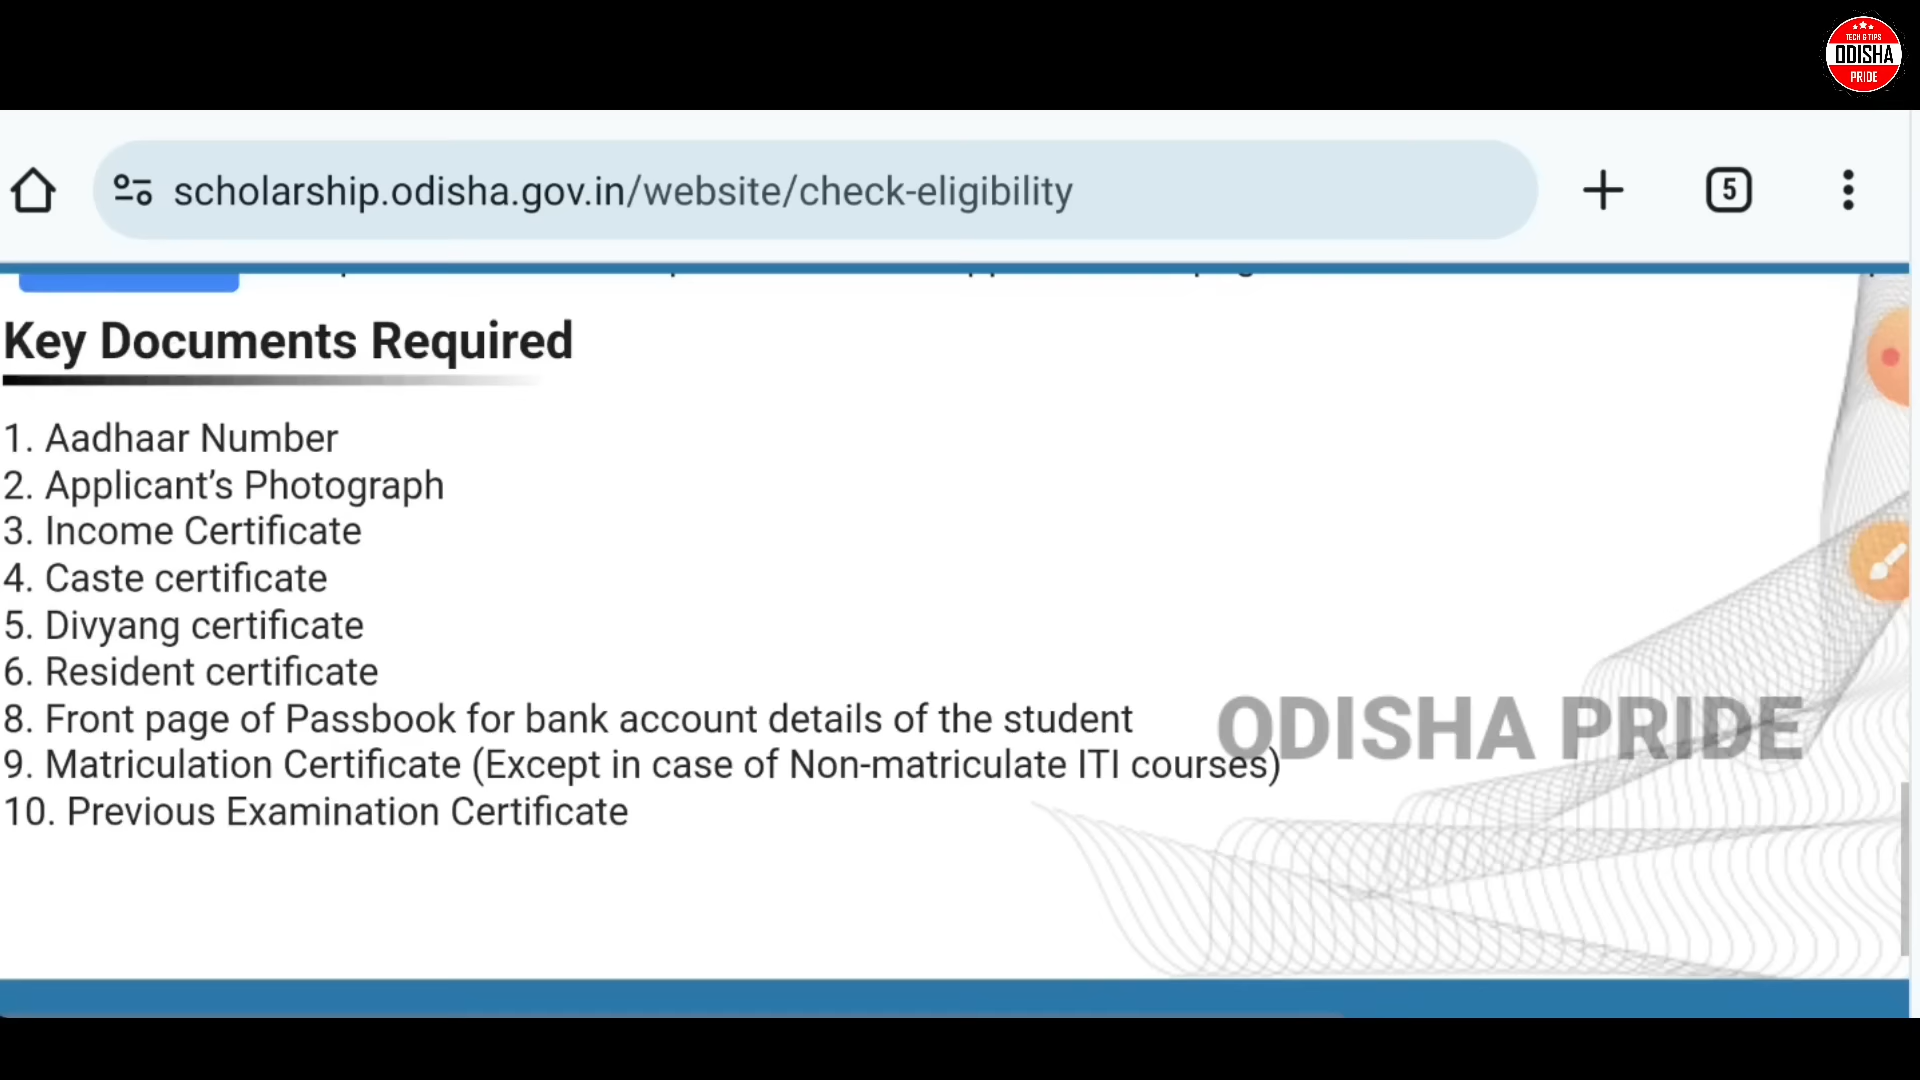 TECH & TIPS
ODISHA
PRIDE
scholarship.odisha.gov.in/website/check-eligibility
5
Key Documents Required
1. Aadhaar Number
2. Applicant’s Photograph
3. Income Certificate
4. Caste certificate
5. Divyang certificate
6. Resident certificate
8. Front page of Passbook for bank account details of the student
9. Matriculation Certificate (Except in case of Non-matriculate ITI courses)
10. Previous Examination Certificate
ODISHA PRIDE